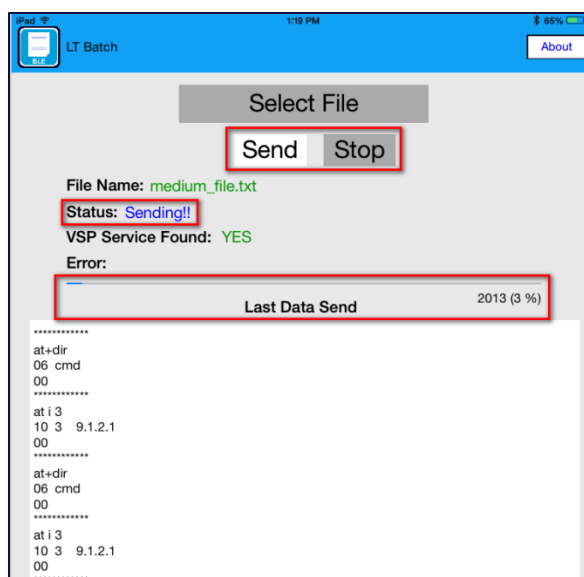 iPad 1:19 PM 65%
BLE
LT Batch About
Select File
Send Stop
File Name: medium_file.txt
Status: Sending!!
VSP Service Found: YES
Error:
2013 (3 %)
Last Data Send
************
at+dir
06 cmd
00
************
at i 3
10 3 9.1.2.1
00
************
at+dir
06 cmd
00
************
at i 3
10 3 9.1.2.1
00
************